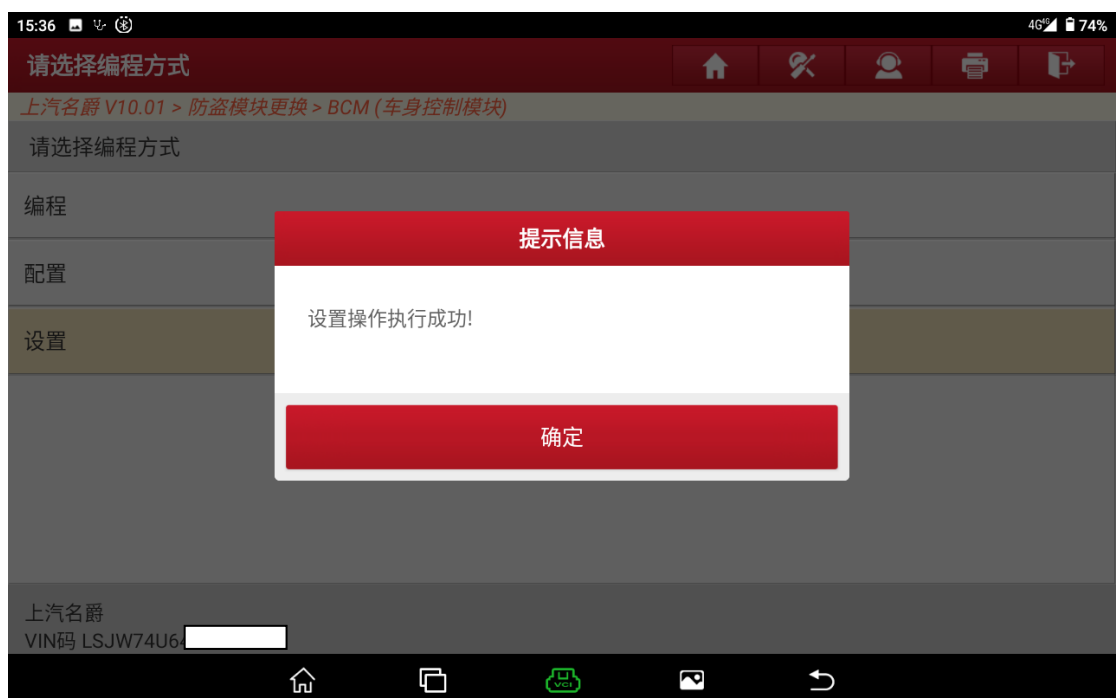 15:36
4G 4G 74%
请选择编程方式
上汽名爵 V10.01 > 防盗模块更换 > BCM (车身控制模块)
请选择编程方式
编程
配置
设置
提示信息
设置操作执行成功!
确定
上汽名爵
VIN码 LSJW74U64
VCI